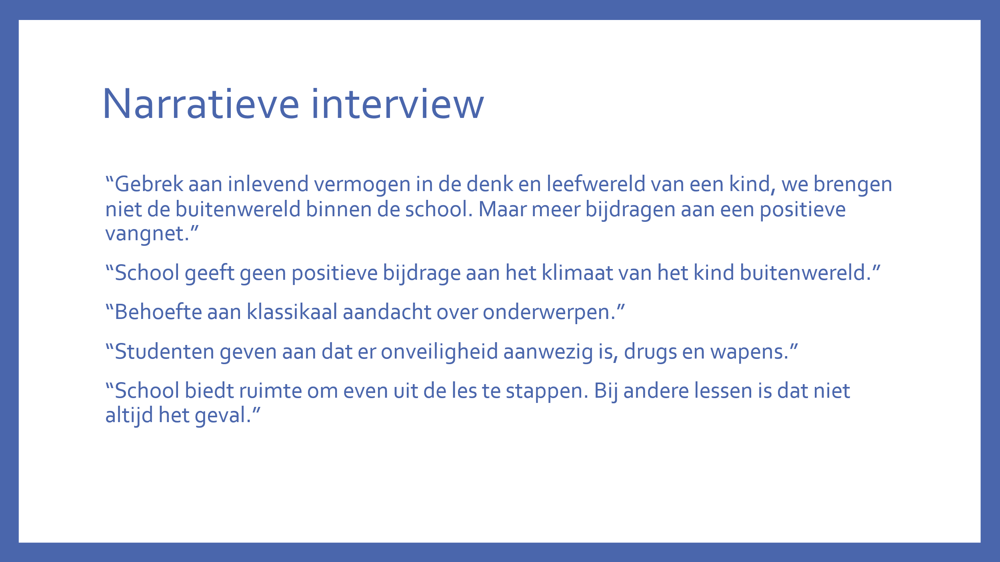 Narratieve interview
“Gebrek aan inlevend vermogen in de denk en leefwereld van een kind, we brengen
niet de buitenwereld binnen de school. Maar meer bijdragen aan een positieve
vangnet.”
“School geeft geen positieve bijdrage aan het klimaat van het kind buitenwereld.”
“Behoefte aan klassikaal aandacht over onderwerpen.”
“Studenten geven aan dat er onveiligheid aanwezig is, drugs en wapens.”
“School biedt ruimte om even uit de les te stappen. Bij andere lessen is dat niet
altijd het geval.”